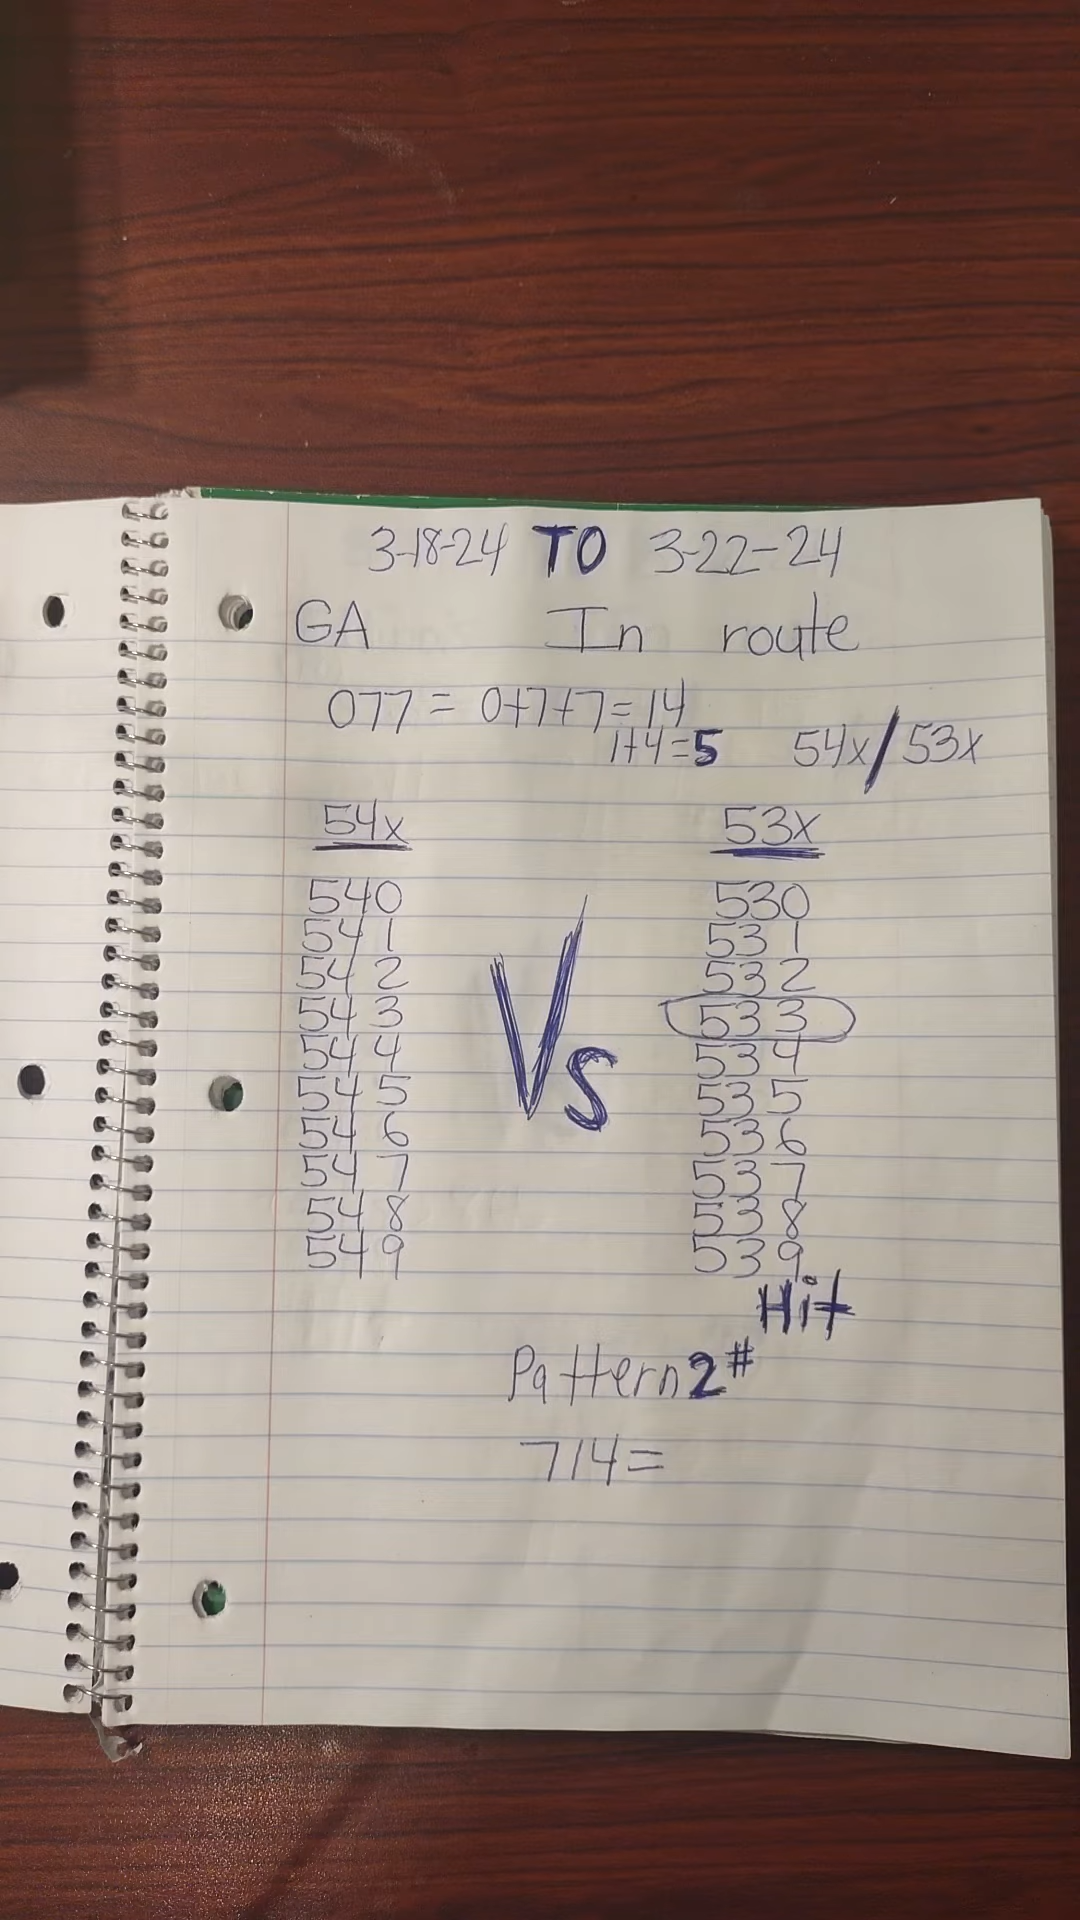 3-18-24 TO 3-22-24
GA In route
077 = 0+7+7=14
1+4=5 54x/53x
54x 53x
540 530
541 531
542 532
543 533
544 534
545 535
546 536
547 537
548 538
549 539
Vs
Hit
Pattern 2#
714=